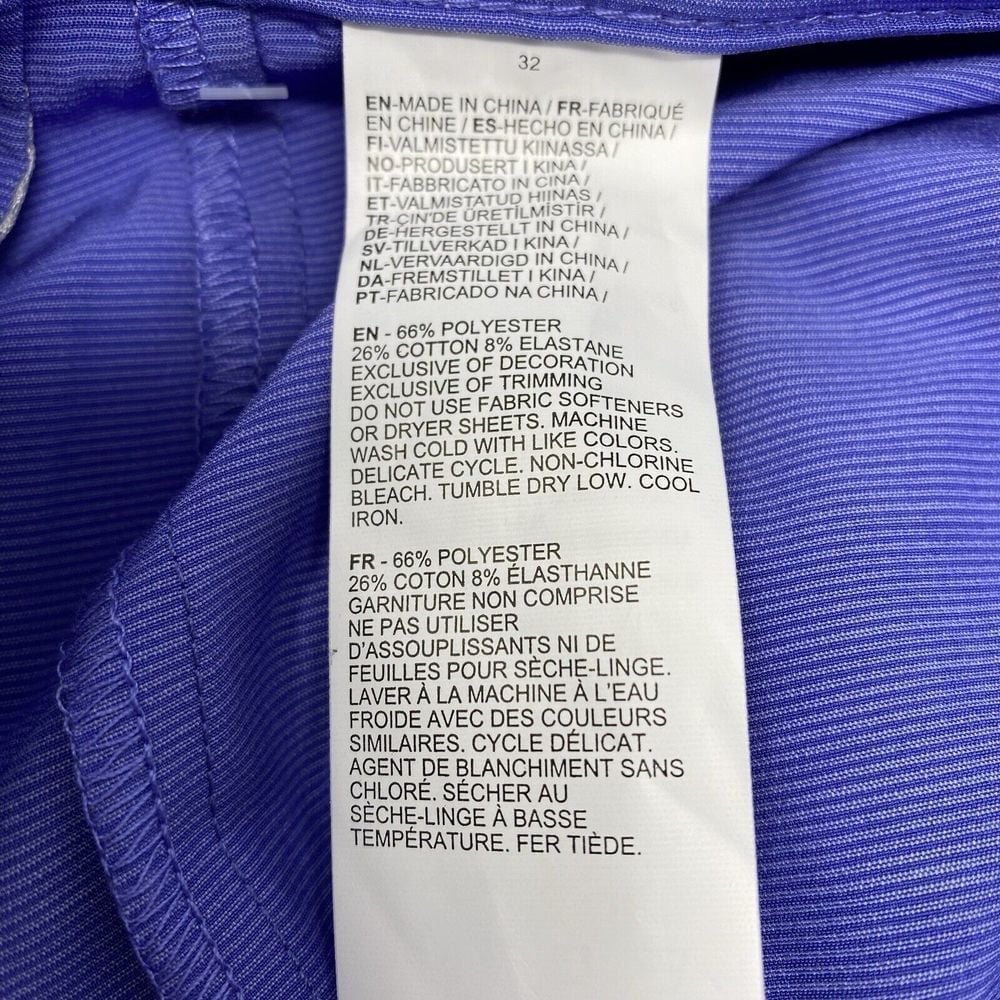 32
EN-MADE IN CHINA / FR-FABRIQUÉ
EN CHINE / ES-HECHO EN CHINA /
FI-VALMISTETTU KIINASSA /
NO-PRODUSERT I KINA /
IT-FABBRICATO IN CINA /
ET-VALMISTATUD HIINAS /
TR-ÇIN'DE ÜRETİLMİSTİR /
DE-HERGESTELLT IN CHINA /
SV-TILLVERKAD I KINA /
NL-VERVAARDIGD IN CHINA /
DA-FREMSTILLET I KINA /
PT-FABRICADO NA CHINA /
EN - 66% POLYESTER
26% COTTON 8% ELASTANE
EXCLUSIVE OF DECORATION
EXCLUSIVE OF TRIMMING
DO NOT USE FABRIC SOFTENERS
OR DRYER SHEETS. MACHINE
WASH COLD WITH LIKE COLORS.
DELICATE CYCLE. NON-CHLORINE
BLEACH. TUMBLE DRY LOW. COOL
IRON.
FR - 66% POLYESTER
26% COTON 8% ÉLASTHANNE
GARNITURE NON COMPRISE
NE PAS UTILISER
D'ASSOUPLISSANTS NI DE
FEUILLES POUR SÈCHE-LINGE.
LAVER À LA MACHINE À L'EAU
FROIDE AVEC DES COULEURS
SIMILAIRES. CYCLE DÉLICAT.
AGENT DE BLANCHIMENT SANS
CHLORÉ. SÉCHER AU
SÈCHE-LINGE À BASSE
TEMPÉRATURE. FER TIÈDE.